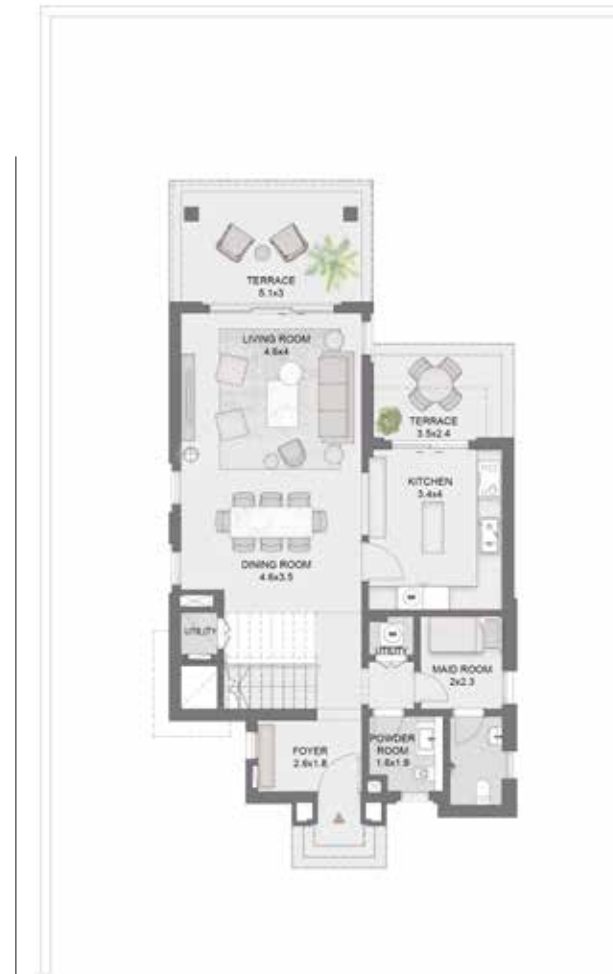 TERRACE
5.1x3
LIVING ROOM
4.6x4
TERRACE
3.5x2.4
KITCHEN
3.4x4
DINING ROOM
4.6x3.5
UTILITY
UTILITY
MAID ROOM
2x2.3
POWDER
ROOM
1.6x1.9
FOYER
2.6x1.8